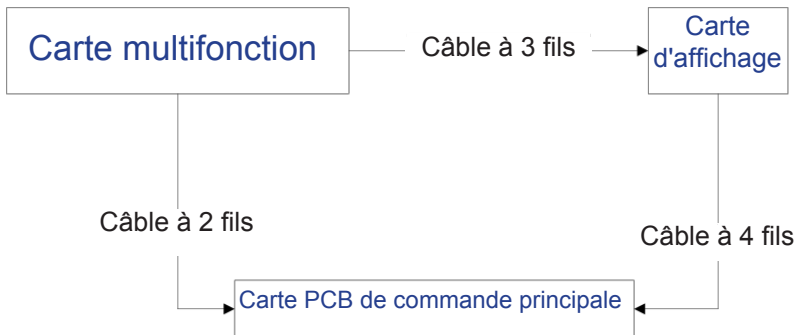 Carte multifonction
Câble à 3 fils
Carte
d'affichage
Câble à 2 fils
Câble à 4 fils
Carte PCB de commande principale